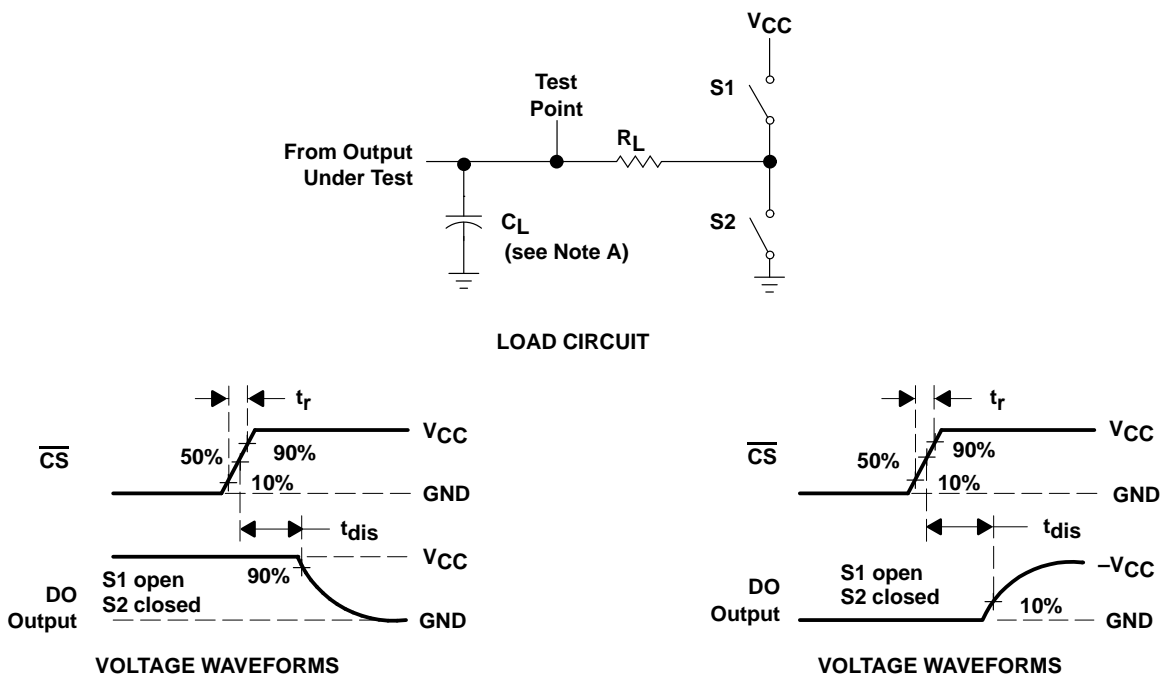 VCC
S1
Test
Point
RL
From Output
Under Test
CL
(see Note A)
S2
LOAD CIRCUIT
tr
CS
50%
90%
10%
VCC
GND
tdis
DO
Output
S1 open
S2 closed
90%
VCC
GND
VOLTAGE WAVEFORMS
tr
CS
50%
90%
10%
VCC
GND
tdis
DO
Output
S1 open
S2 closed
10%
–VCC
GND
VOLTAGE WAVEFORMS